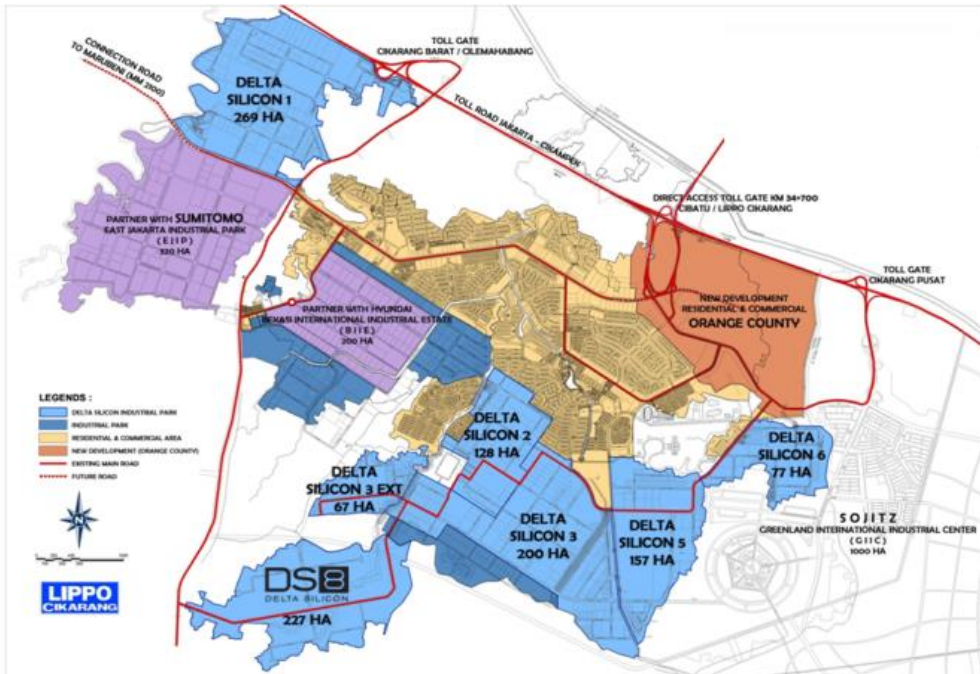 TOLL GATE
CIKARANG BARAT / CILEMAHABANG
CONNECTION ROAD
TO MARUBENI (MM 2100)
DELTA
SILICON 1
269 HA
TOLL ROAD JAKARTA - CIKAMPEK
PARTNER WITH SUMITOMO
EAST JAKARTA INDUSTRIAL PARK
(EJIP)
320 HA
DIRECT ACCESS TOLL GATE KM 34+700
CIBATU / LIPPO CIKARANG
TOLL GATE
CIKARANG PUSAT
PARTNER WITH HYUNDAI
BEKASI INTERNATIONAL INDUSTRIAL ESTATE
(BIIE)
200 HA
NEW DEVELOPMENT
RESIDENTIAL & COMMERCIAL
ORANGE COUNTY
LEGENDS :
DELTA SILICON INDUSTRIAL PARK
INDUSTRIAL PARK
RESIDENTIAL & COMMERCIAL AREA
NEW DEVELOPMENT (ORANGE COUNTY)
EXISTING MAIN ROAD
FUTURE ROAD
N
DELTA
SILICON 2
128 HA
DELTA
SILICON 6
77 HA
DELTA
SILICON 3 EXT
67 HA
DELTA
SILICON 3
200 HA
DELTA
SILICON 5
157 HA
SOJITZ
GREENLAND INTERNATIONAL INDUSTRIAL CENTER
(GIIC)
1000 HA
DS8
DELTA SILICON
227 HA
LIPPO
CIKARANG